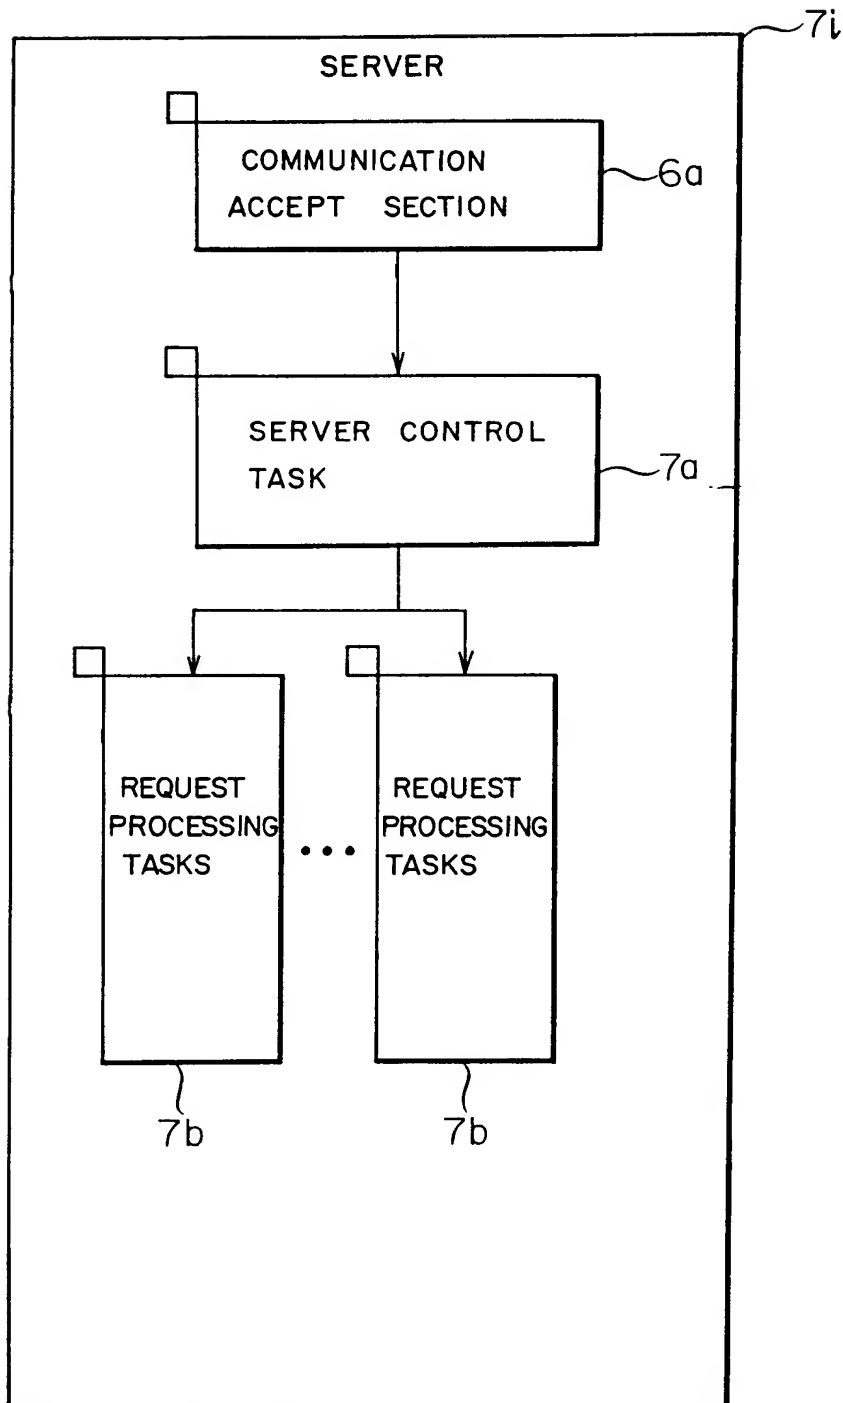 7i
SERVER
COMMUNICATION
ACCEPT SECTION
6a
SERVER CONTROL
TASK
7a
REQUEST
PROCESSING
TASKS
...
REQUEST
PROCESSING
TASKS
7b
7b